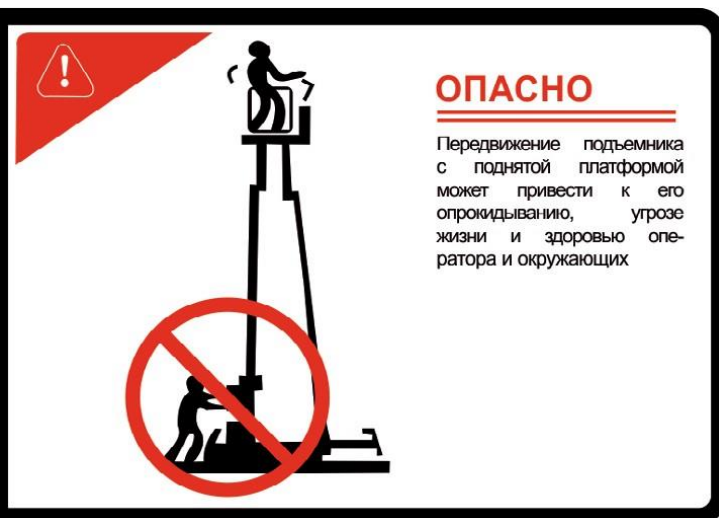 ОПАСНО
Передвижение подъемника
с поднятой платформой
может привести к его
опрокидыванию, угрозе
жизни и здоровью опе-
ратора и окружающих